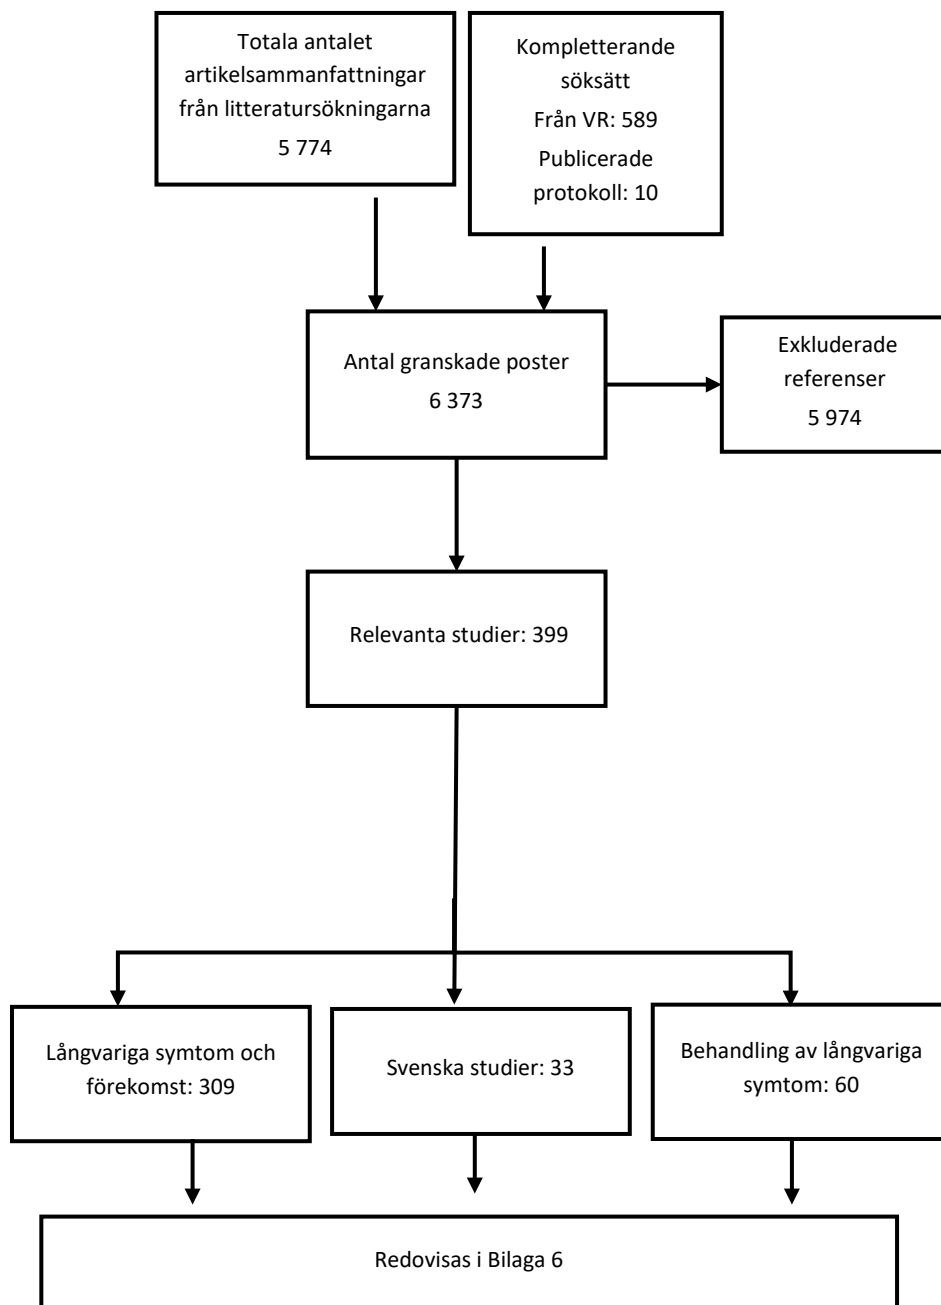 Totala antalet
artikelsammanfattningar
från litteratursökningarna
5 774
Kompletterande
söksätt
Från VR: 589
Publicerade
protokoll: 10
Antal granskade poster
6 373
Exkluderade
referenser
5 974
Relevanta studier: 399
Långvariga symtom och
förekomst: 309
Svenska studier: 33
Behandling av långvariga
symtom: 60
Redovisas i Bilaga 6